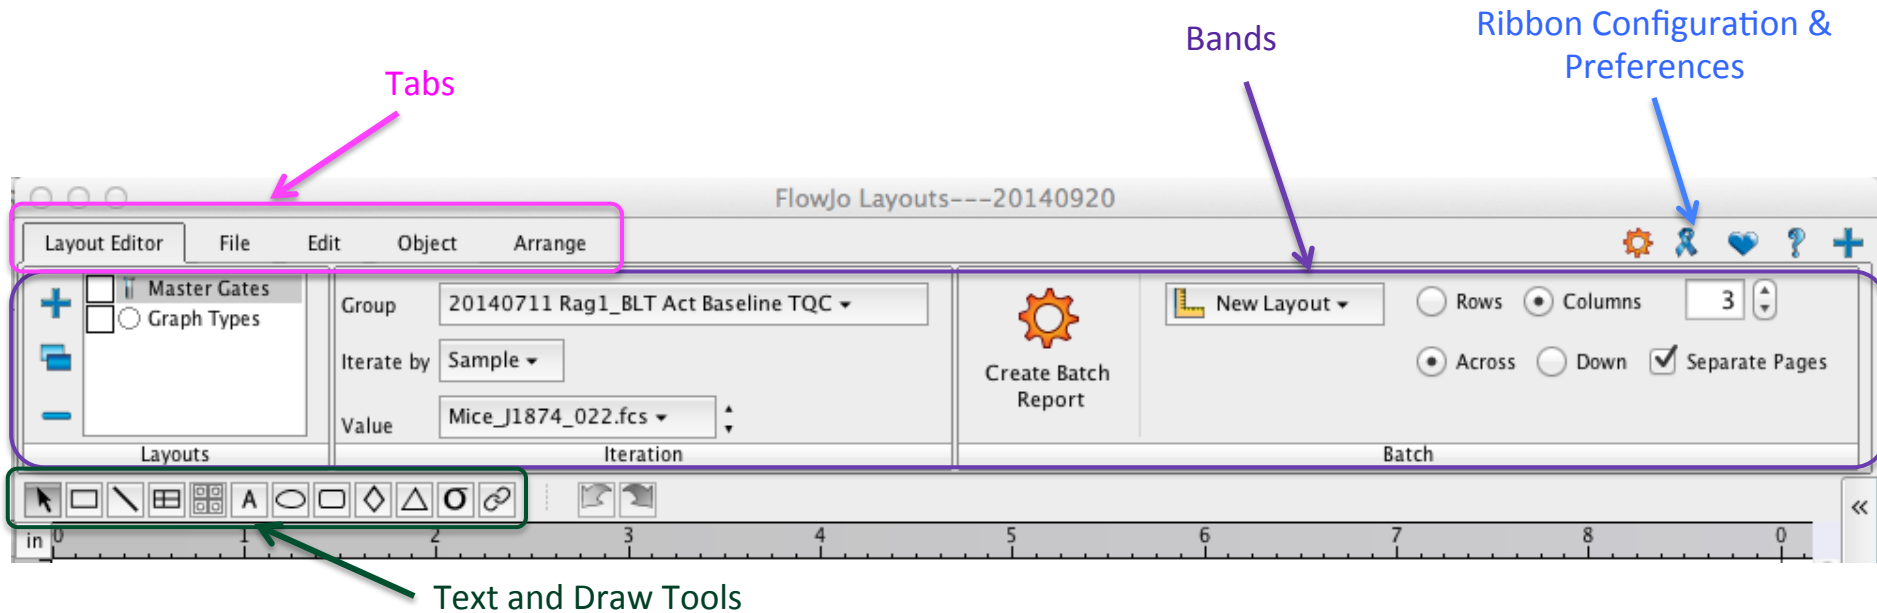 Ribbon Configuration &
Preferences
Bands
Tabs
FlowJo Layouts---20140920
Layout Editor File Edit Object Arrange
Master Gates
Graph Types
Group 20140711 Rag1_BLT Act Baseline TQC
Iterate by Sample
Value Mice_J1874_022.fcs
Create Batch
Report
New Layout Rows Columns 3
Across Down Separate Pages
Layouts Iteration Batch
A σ
in 0 1 2 3 4 5 6 7 8 0
Text and Draw Tools